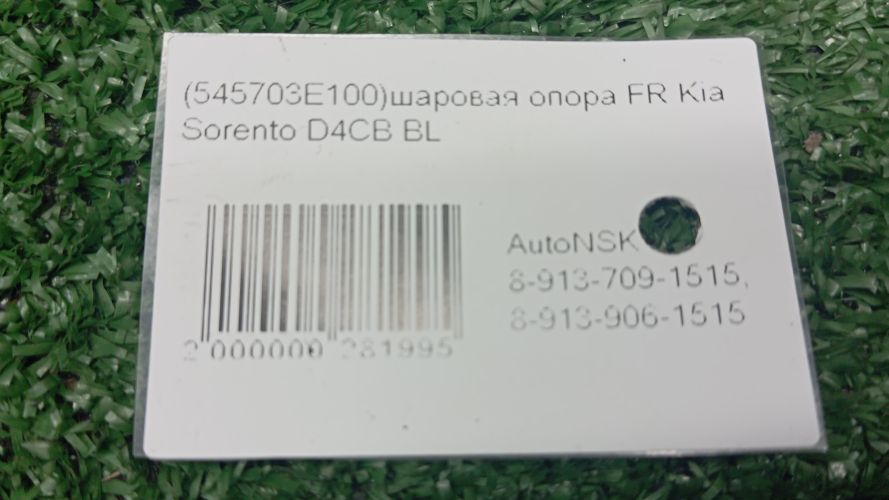 (545703E100)шаровая опора FR Kia
Sorento D4CB BL
AutoNSK
8-913-709-1515,
8-913-906-1515
2 000000 281995